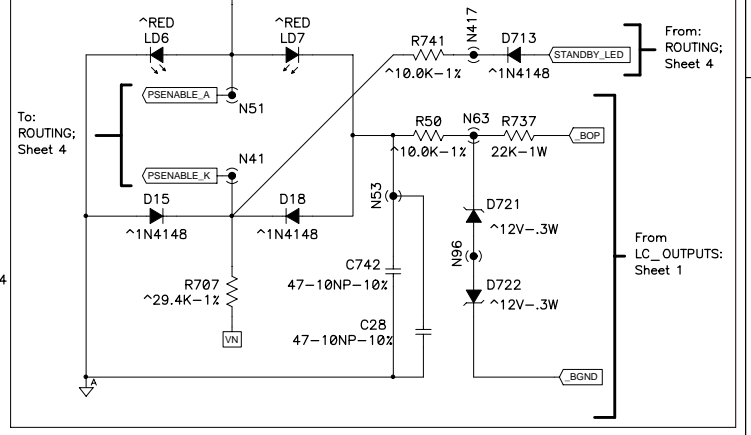 ^RED
LD6
^RED
LD7
R741
^10.0K-1%
N417
D713
^1N4148
STANDBY_LED
From:
ROUTING;
Sheet 4
PSENABLE_A
N51
To:
ROUTING;
Sheet 4
PSENABLE_K
N41
R50
^10.0K-1%
N63
R737
22K-1W
_BOP
D15
^1N4148
D18
^1N4148
N53
D721
^12V-.3W
N96
From
LC_OUTPUTS:
Sheet 1
4
R707
^29.4K-1%
C742
47-10NP-10%
D722
^12V-.3W
VN
C28
47-10NP-10%
A
_BGND